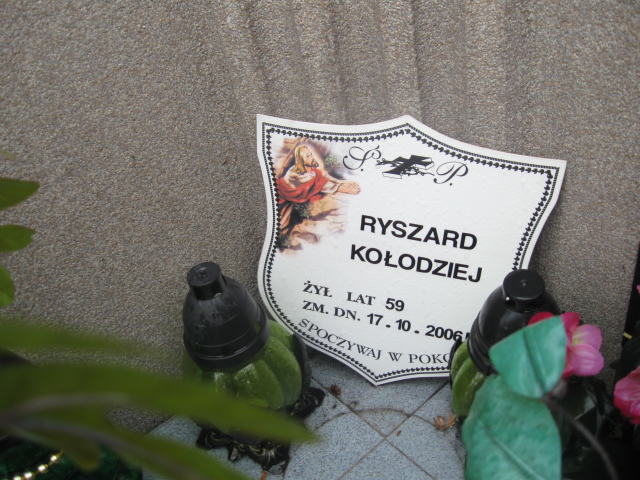 Ś. P.
RYSZARD
KOŁODZIEJ
ŻYŁ LAT 59
ZM. DN. 17.10.2006
SPOCZYWAJ W